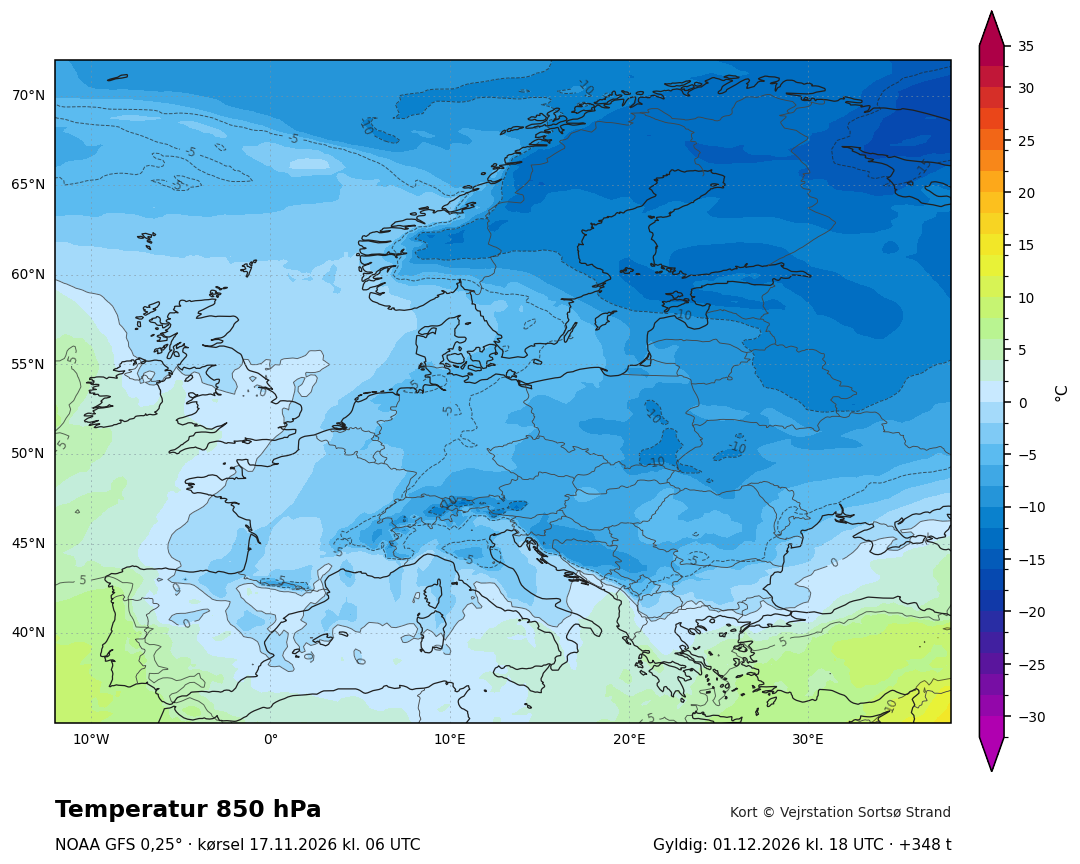 70°N
65°N
60°N
55°N
50°N
45°N
40°N
10°W
0°
10°E
20°E
30°E
35
30
25
20
15
10
5
0
−5
−10
−15
−20
−25
−30
°C
Temperatur 850 hPa
Kort © Vejrstation Sortsø Strand
NOAA GFS 0,25° · kørsel 17.11.2026 kl. 06 UTC
Gyldig: 01.12.2026 kl. 18 UTC · +348 t